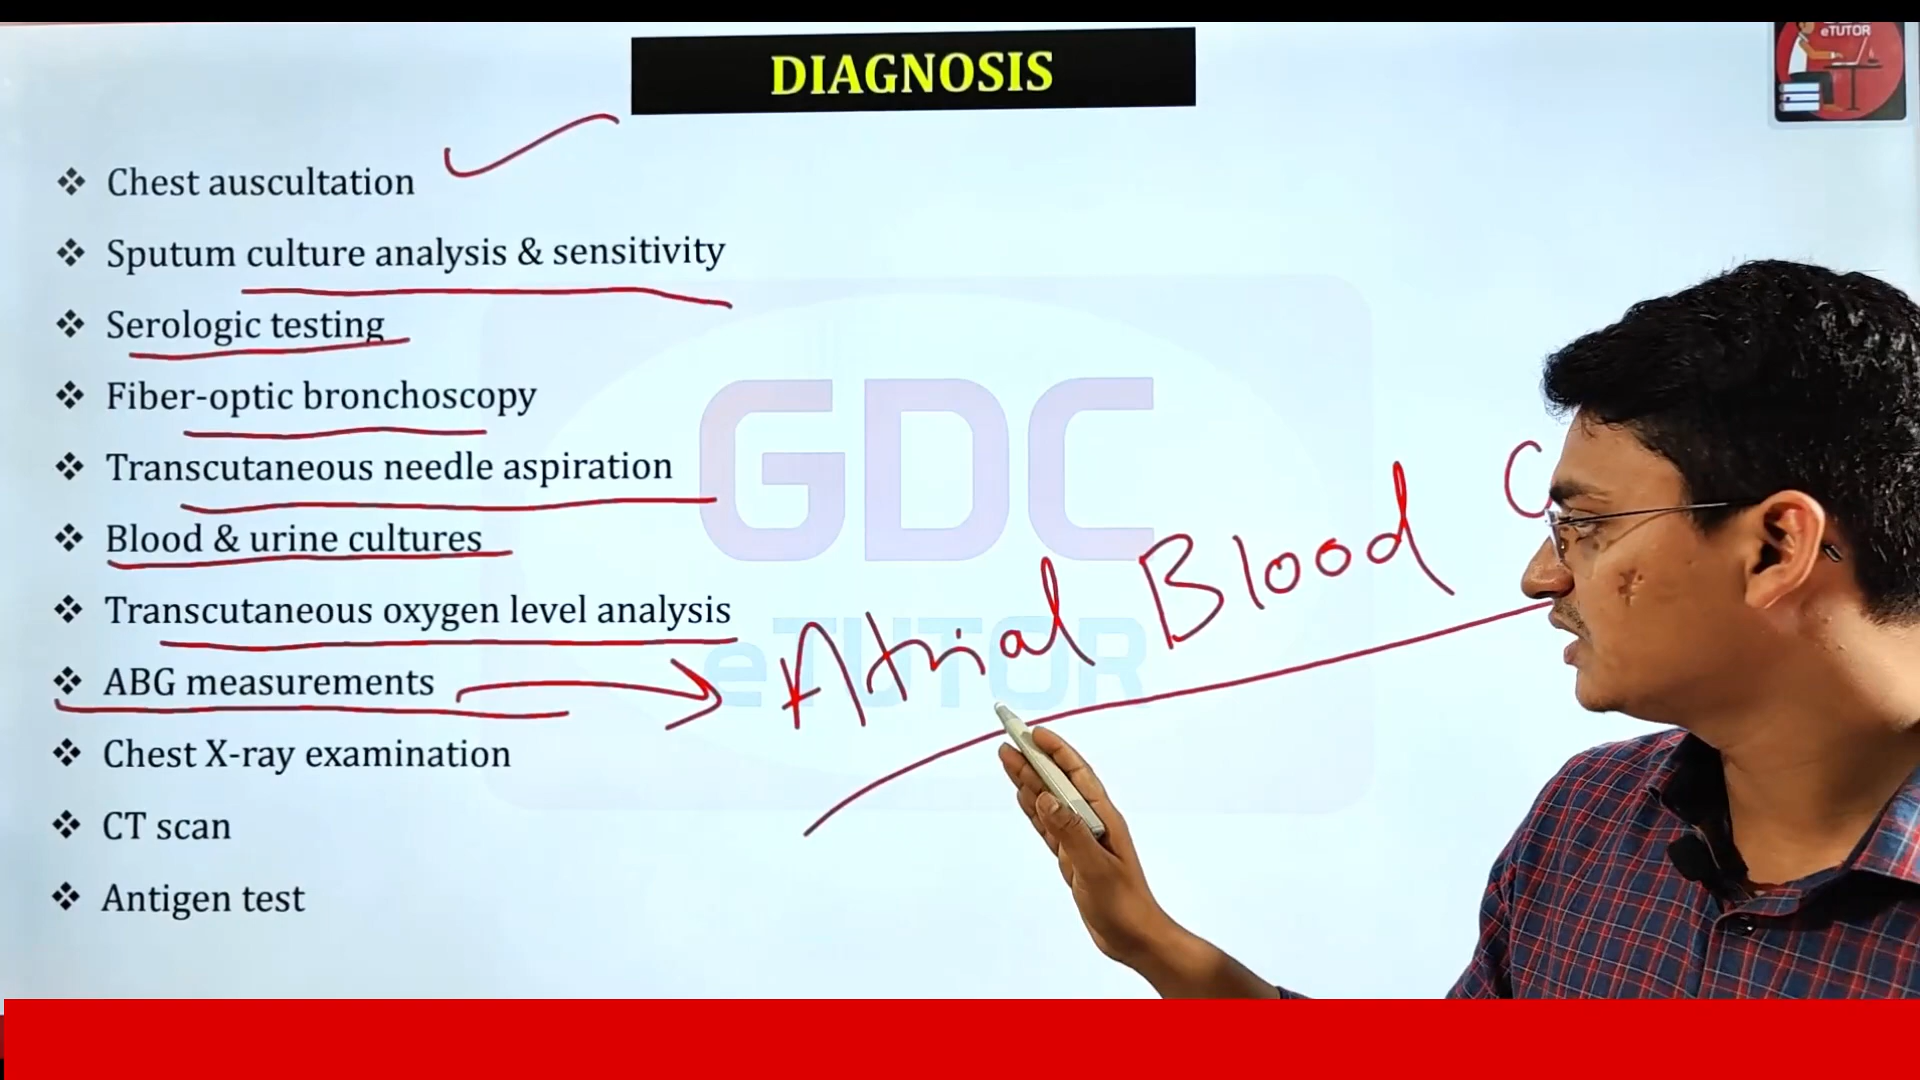 eTUTOR
DIAGNOSIS
❖ Chest auscultation
❖ Sputum culture analysis & sensitivity
❖ Serologic testing
❖ Fiber-optic bronchoscopy
❖ Transcutaneous needle aspiration
❖ Blood & urine cultures
❖ Transcutaneous oxygen level analysis
❖ ABG measurements
Atrial Blood
❖ Chest X-ray examination
❖ CT scan
❖ Antigen test
GDC
eTUTOR